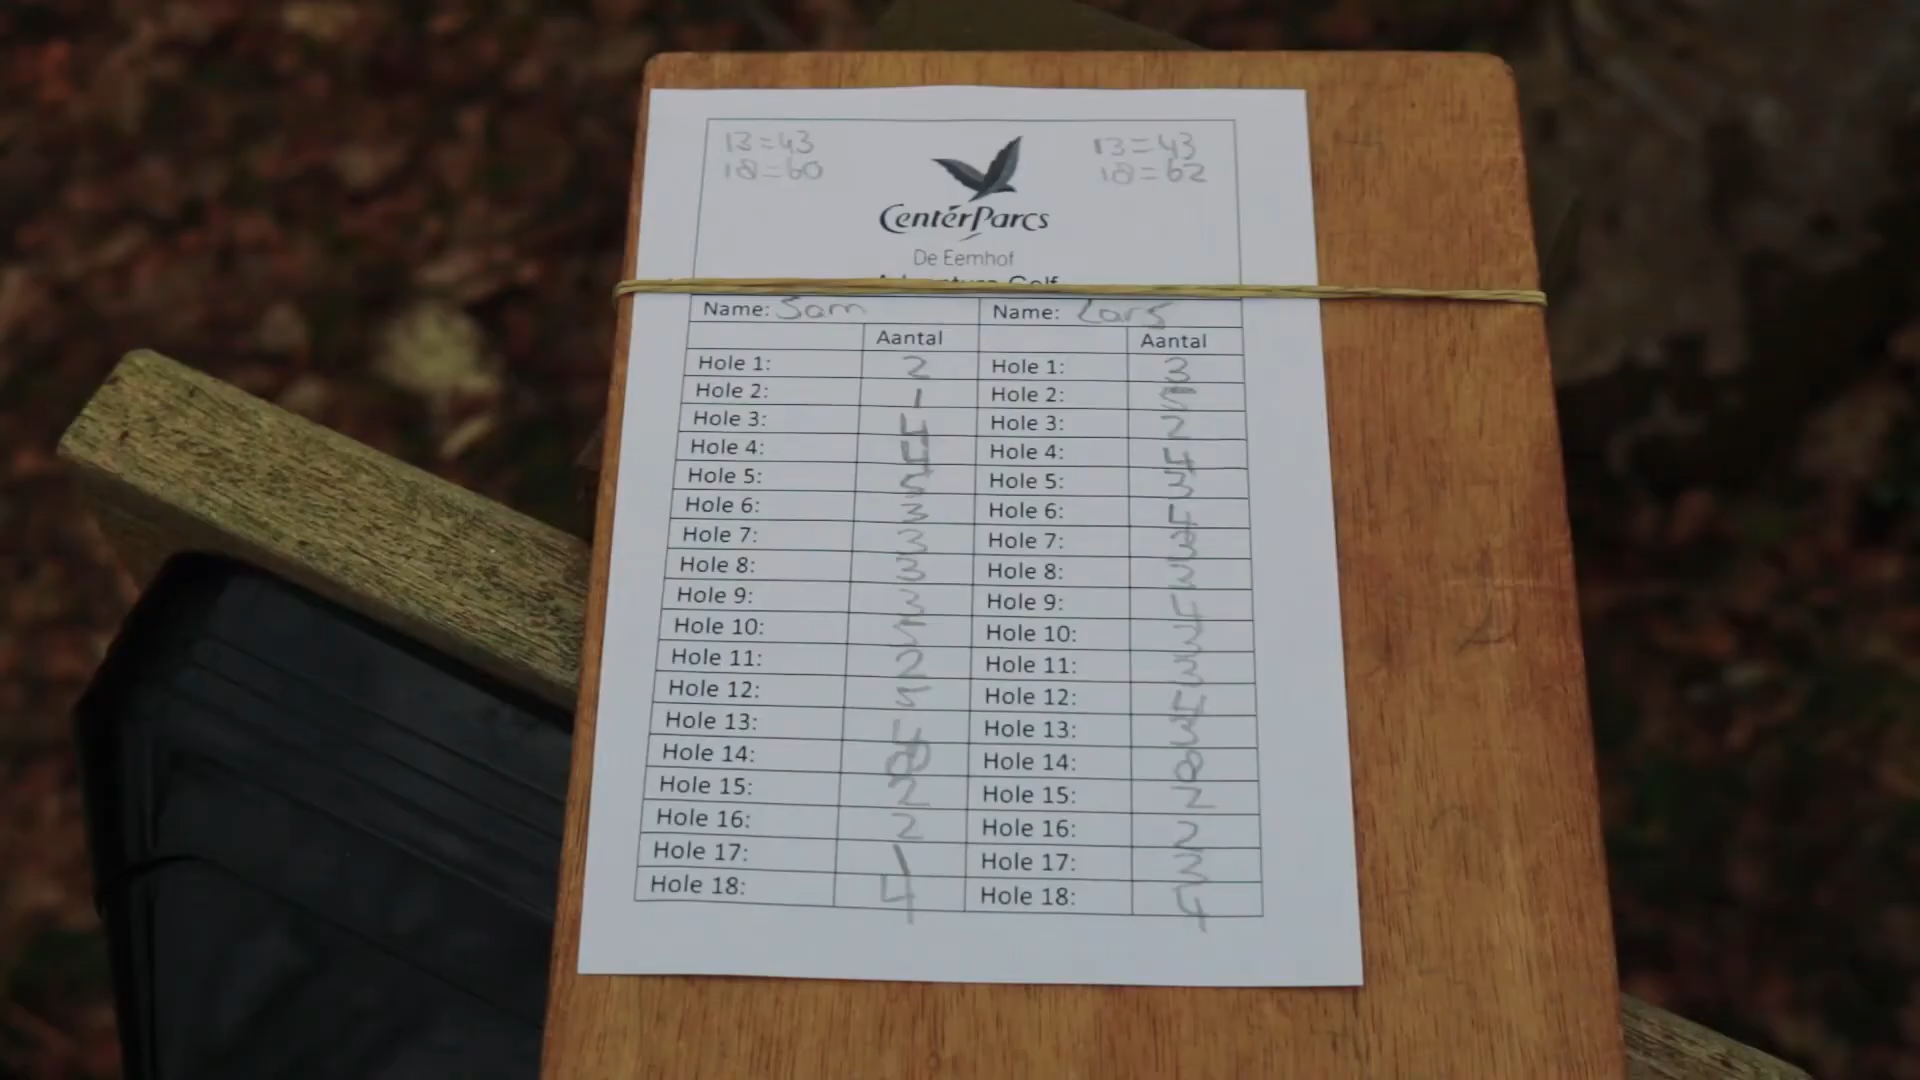 13=43 13=43
18=60 18=62
CenterParcs
De Eemhof
Adventure Golf
Name: Sam Name: Lars
Aantal Aantal
Hole 1: 2 Hole 1: 3
Hole 2: 1 Hole 2:
Hole 3: 4 Hole 3: 2
Hole 4: Hole 4: 4
Hole 5: Hole 5: 3
Hole 6: 3 Hole 6: 4
Hole 7: 3 Hole 7: 3
Hole 8: 3 Hole 8: 3
Hole 9: 3 Hole 9: 4
Hole 10: Hole 10: 3
Hole 11: 2 Hole 11: 3
Hole 12: Hole 12:
Hole 13: Hole 13: 3
Hole 14: 8 Hole 14: 8
Hole 15: 2 Hole 15: 2
Hole 16: 2 Hole 16: 2
Hole 17: 1 Hole 17: 3
Hole 18: 4 Hole 18: 4